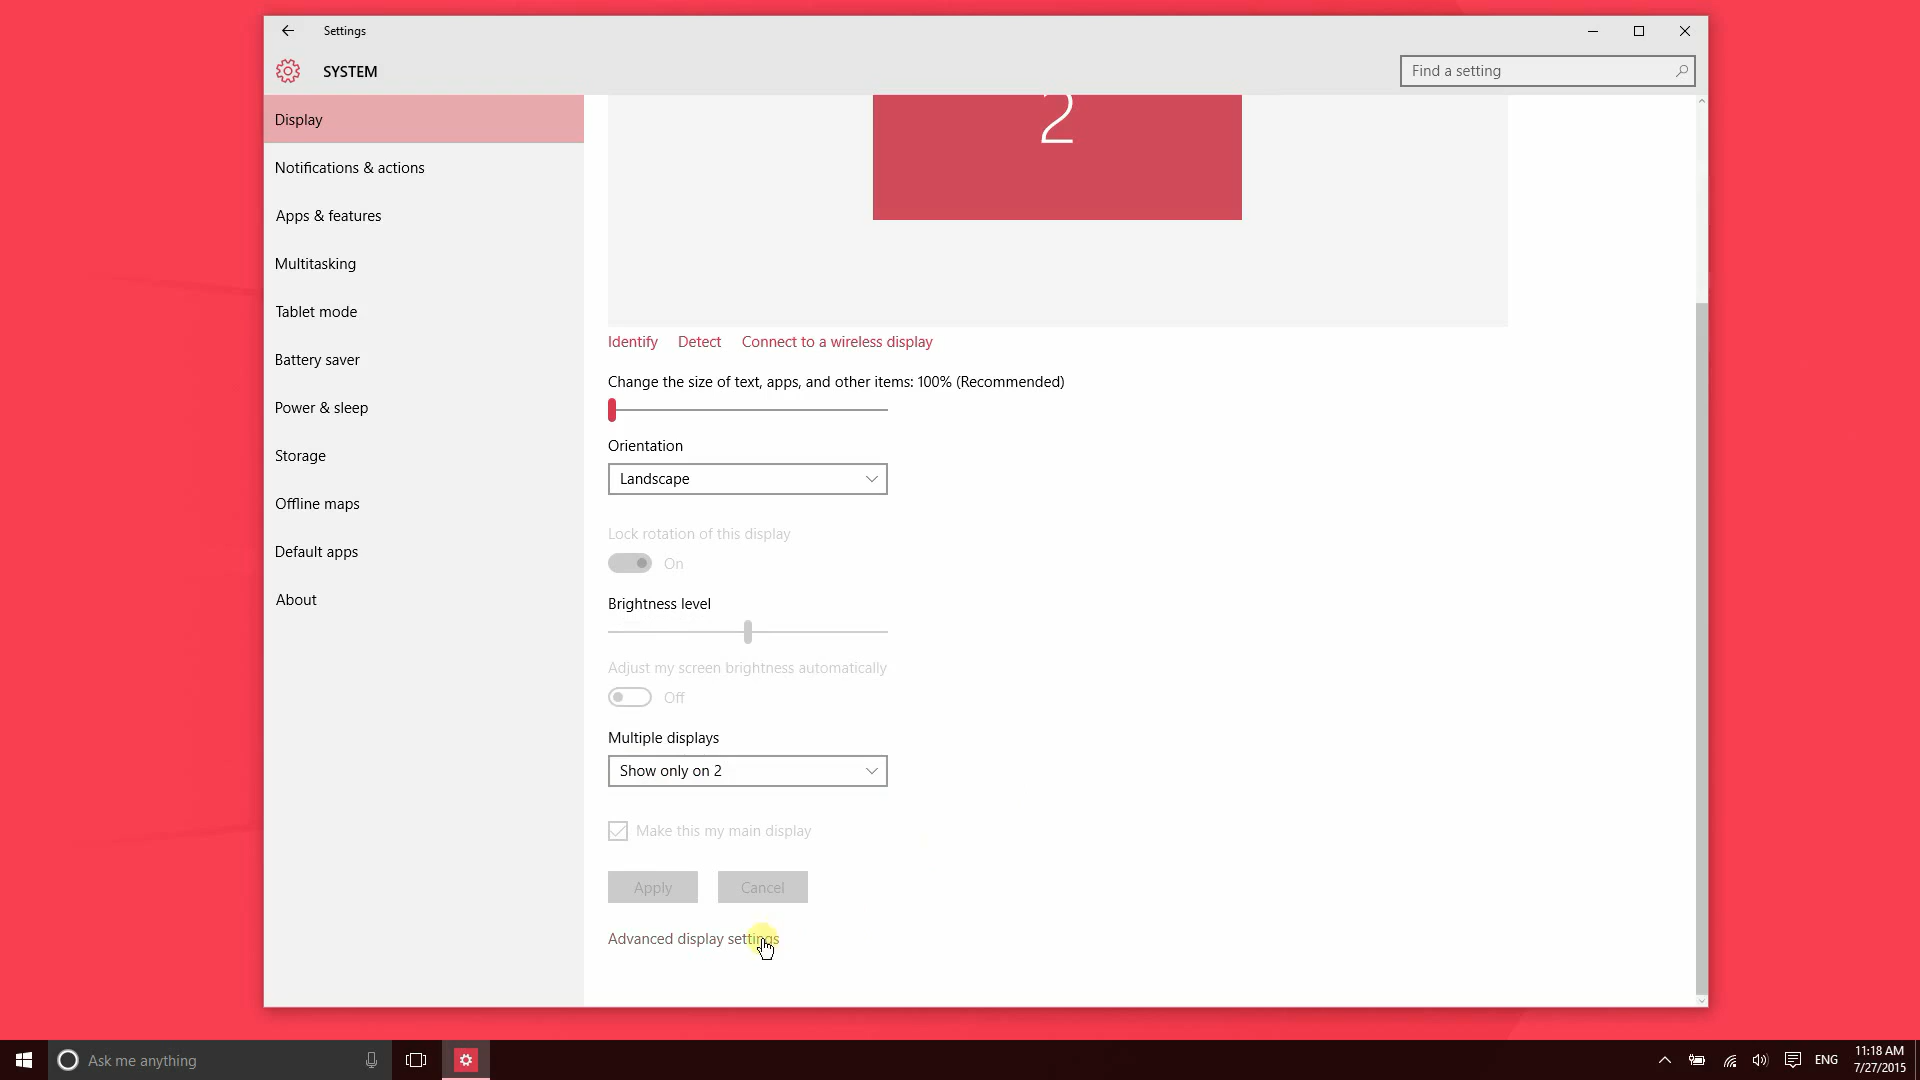 Settings
SYSTEM
Find a setting
Display
Notifications & actions
Apps & features
Multitasking
Tablet mode
Battery saver
Power & sleep
Storage
Offline maps
Default apps
About
2
Identify Detect Connect to a wireless display
Change the size of text, apps, and other items: 100% (Recommended)
Orientation
Landscape
Lock rotation of this display
On
Brightness level
Adjust my screen brightness automatically
Off
Multiple displays
Show only on 2
Make this my main display
Apply Cancel
Advanced display settings
Ask me anything
ENG
11:18 AM
7/27/2015